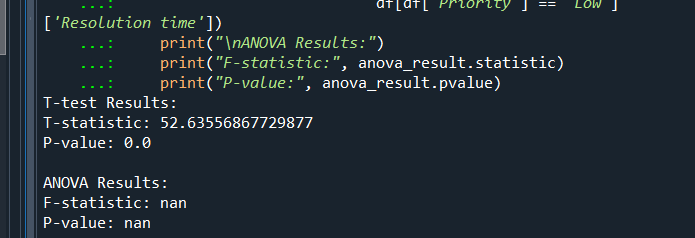 ...: df[df['Priority'] == 'Low']
['Resolution time'])
...: print("\nANOVA Results:")
...: print("F-statistic:", anova_result.statistic)
...: print("P-value:", anova_result.pvalue)
T-test Results:
T-statistic: 52.63556867729877
P-value: 0.0
ANOVA Results:
F-statistic: nan
P-value: nan